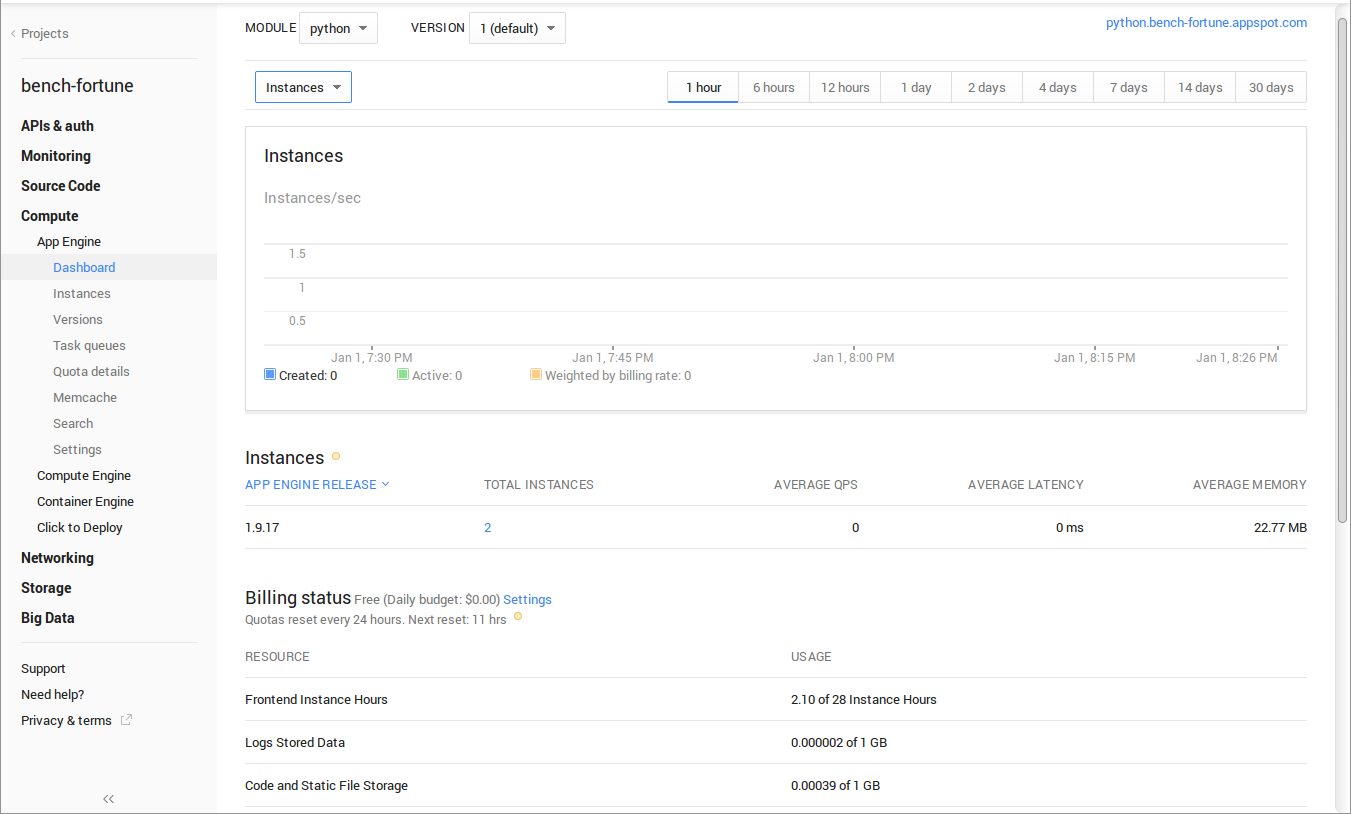 Projects
bench-fortune
APIs & auth
Monitoring
Source Code
Compute
App Engine
Dashboard
Instances
Versions
Task queues
Quota details
Memcache
Search
Settings
Compute Engine
Container Engine
Click to Deploy
Networking
Storage
Big Data
Support
Need help?
Privacy & terms
MODULE python VERSION 1 (default) python.bench-fortune.appspot.com
Instances 1 hour 6 hours 12 hours 1 day 2 days 4 days 7 days 14 days 30 days
Instances
Instances/sec
1.5
1
0.5
Jan 1, 7:30 PM Jan 1, 7:45 PM Jan 1, 8:00 PM Jan 1, 8:15 PM Jan 1, 8:26 PM
Created: 0 Active: 0 Weighted by billing rate: 0
Instances
APP ENGINE RELEASE TOTAL INSTANCES AVERAGE QPS AVERAGE LATENCY AVERAGE MEMORY
1.9.17 2 0 0 ms 22.77 MB
Billing status Free (Daily budget: $0.00) Settings
Quotas reset every 24 hours. Next reset: 11 hrs
RESOURCE USAGE
Frontend Instance Hours 2.10 of 28 Instance Hours
Logs Stored Data 0.000002 of 1 GB
Code and Static File Storage 0.00039 of 1 GB